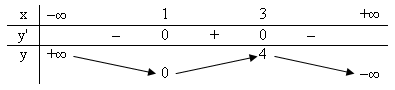 x −∞ 1 3 +∞
y' − 0 + 0 −
y +∞ 4
0 −∞